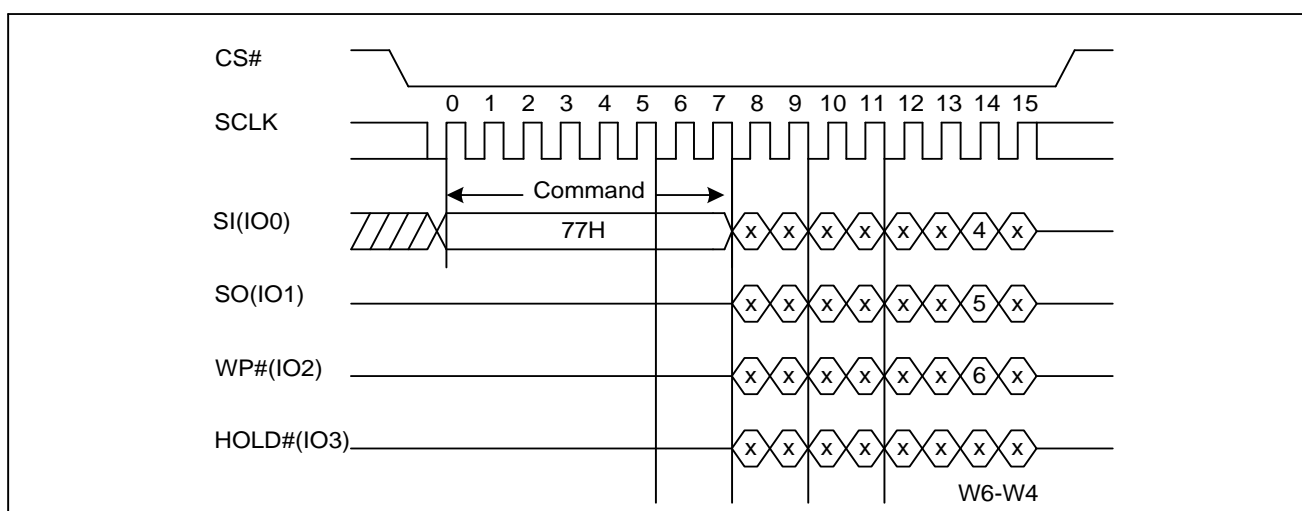 CS#
0 1 2 3 4 5 6 7 8 9 10 11 12 13 14 15
SCLK
Command
SI(IO0) 77H x x x x x x 4 x
SO(IO1) x x x x x x 5 x
WP#(IO2) x x x x x x 6 x
HOLD#(IO3) x x x x x x x x
W6-W4